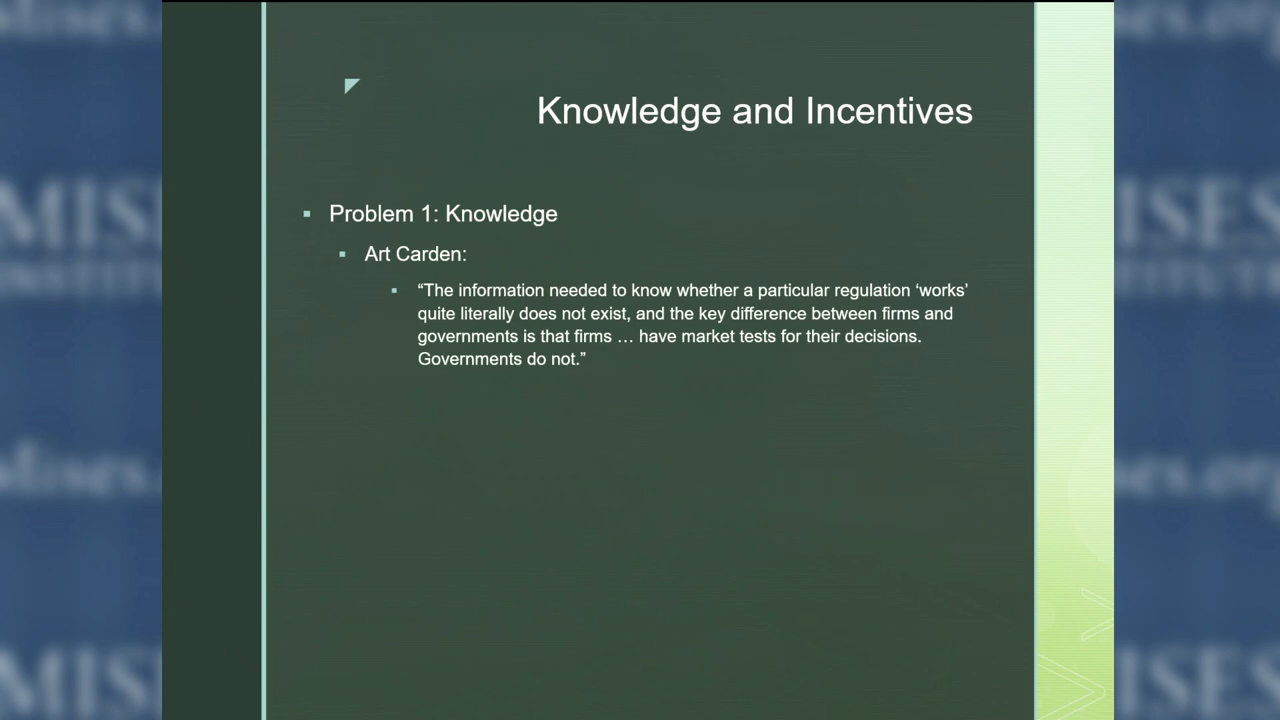 Knowledge and Incentives
Problem 1: Knowledge
Art Carden:
“The information needed to know whether a particular regulation ‘works’
quite literally does not exist, and the key difference between firms and
governments is that firms … have market tests for their decisions.
Governments do not.”